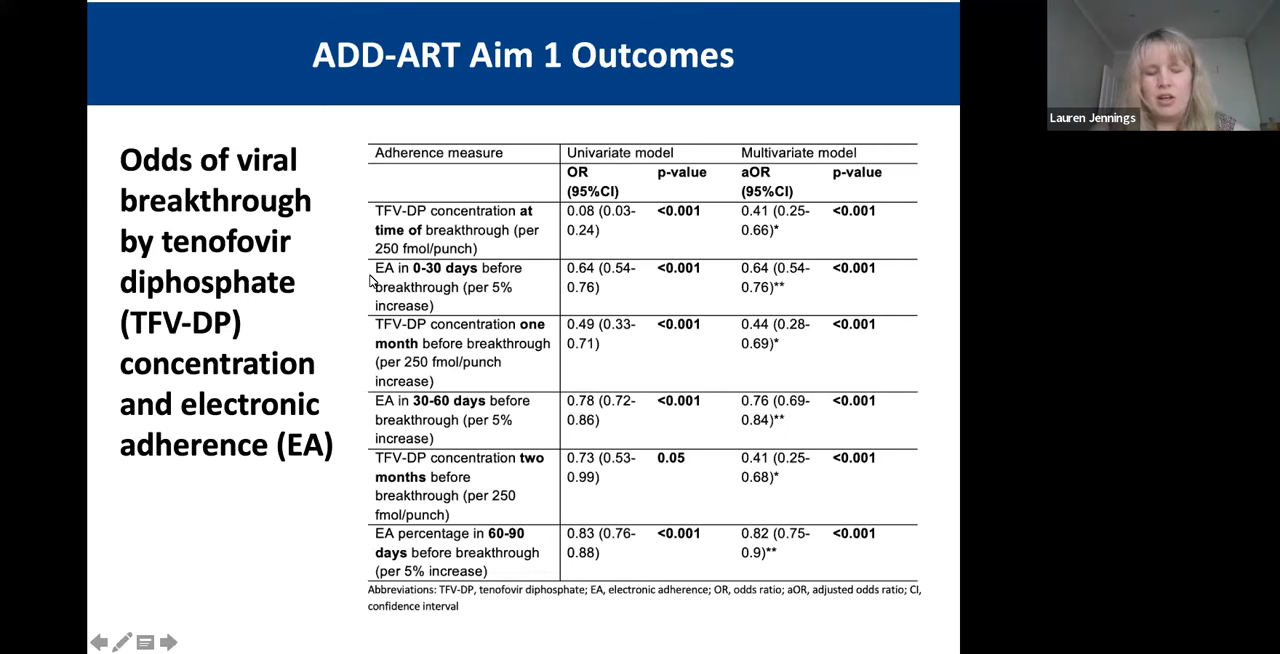 ADD-ART Aim 1 Outcomes
Lauren Jennings
Odds of viral
breakthrough
by tenofovir
diphosphate
(TFV-DP)
concentration
and electronic
adherence (EA)
Adherence measure Univariate model Multivariate model
OR p-value aOR p-value
(95%CI) (95%CI)
TFV-DP concentration at 0.08 (0.03- <0.001 0.41 (0.25- <0.001
time of breakthrough (per 0.24) 0.66)*
250 fmol/punch)
EA in 0-30 days before 0.64 (0.54- <0.001 0.64 (0.54- <0.001
breakthrough (per 5% 0.76) 0.76)**
increase)
TFV-DP concentration one 0.49 (0.33- <0.001 0.44 (0.28- <0.001
month before breakthrough 0.71) 0.69)*
(per 250 fmol/punch
increase)
EA in 30-60 days before 0.78 (0.72- <0.001 0.76 (0.69- <0.001
breakthrough (per 5% 0.86) 0.84)**
increase)
TFV-DP concentration two 0.73 (0.53- 0.05 0.41 (0.25- <0.001
months before 0.99) 0.68)*
breakthrough (per 250
fmol/punch)
EA percentage in 60-90 0.83 (0.76- <0.001 0.82 (0.75- <0.001
days before breakthrough 0.88) 0.9)**
(per 5% increase)
Abbreviations: TFV-DP, tenofovir diphosphate; EA, electronic adherence; OR, odds ratio; aOR, adjusted odds ratio; CI,
confidence interval